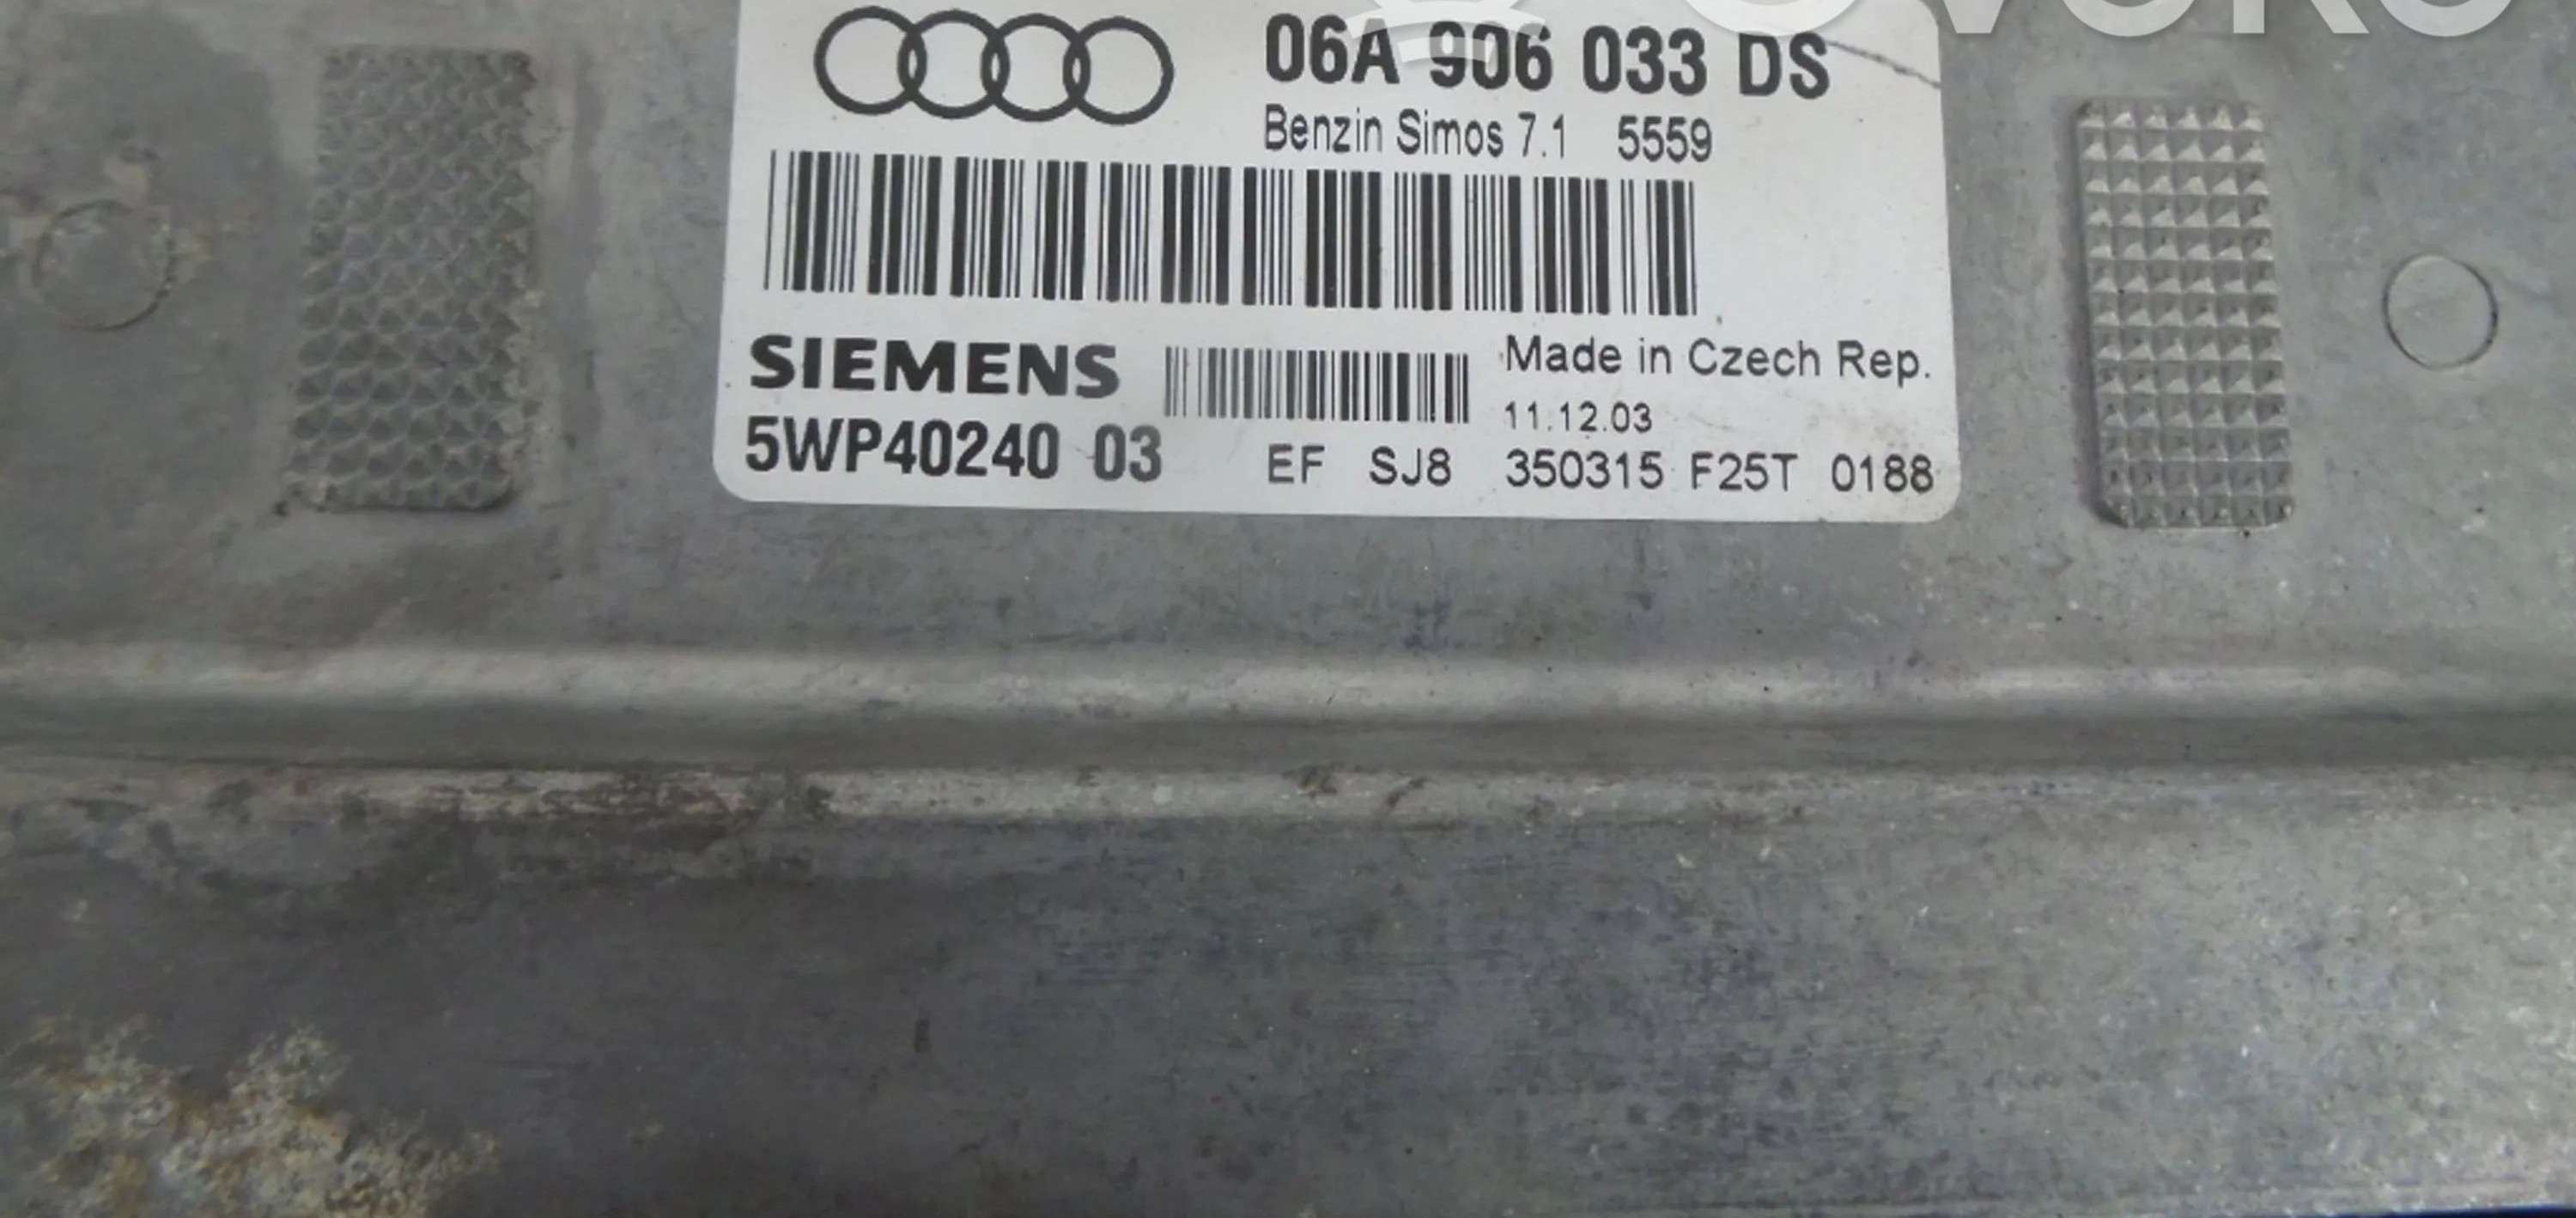 06A 906 033 DS
Benzin Simos 7.1 5559
SIEMENS
Made in Czech Rep.
11.12.03
5WP40240 03
EF SJ8 350315 F25T 0188